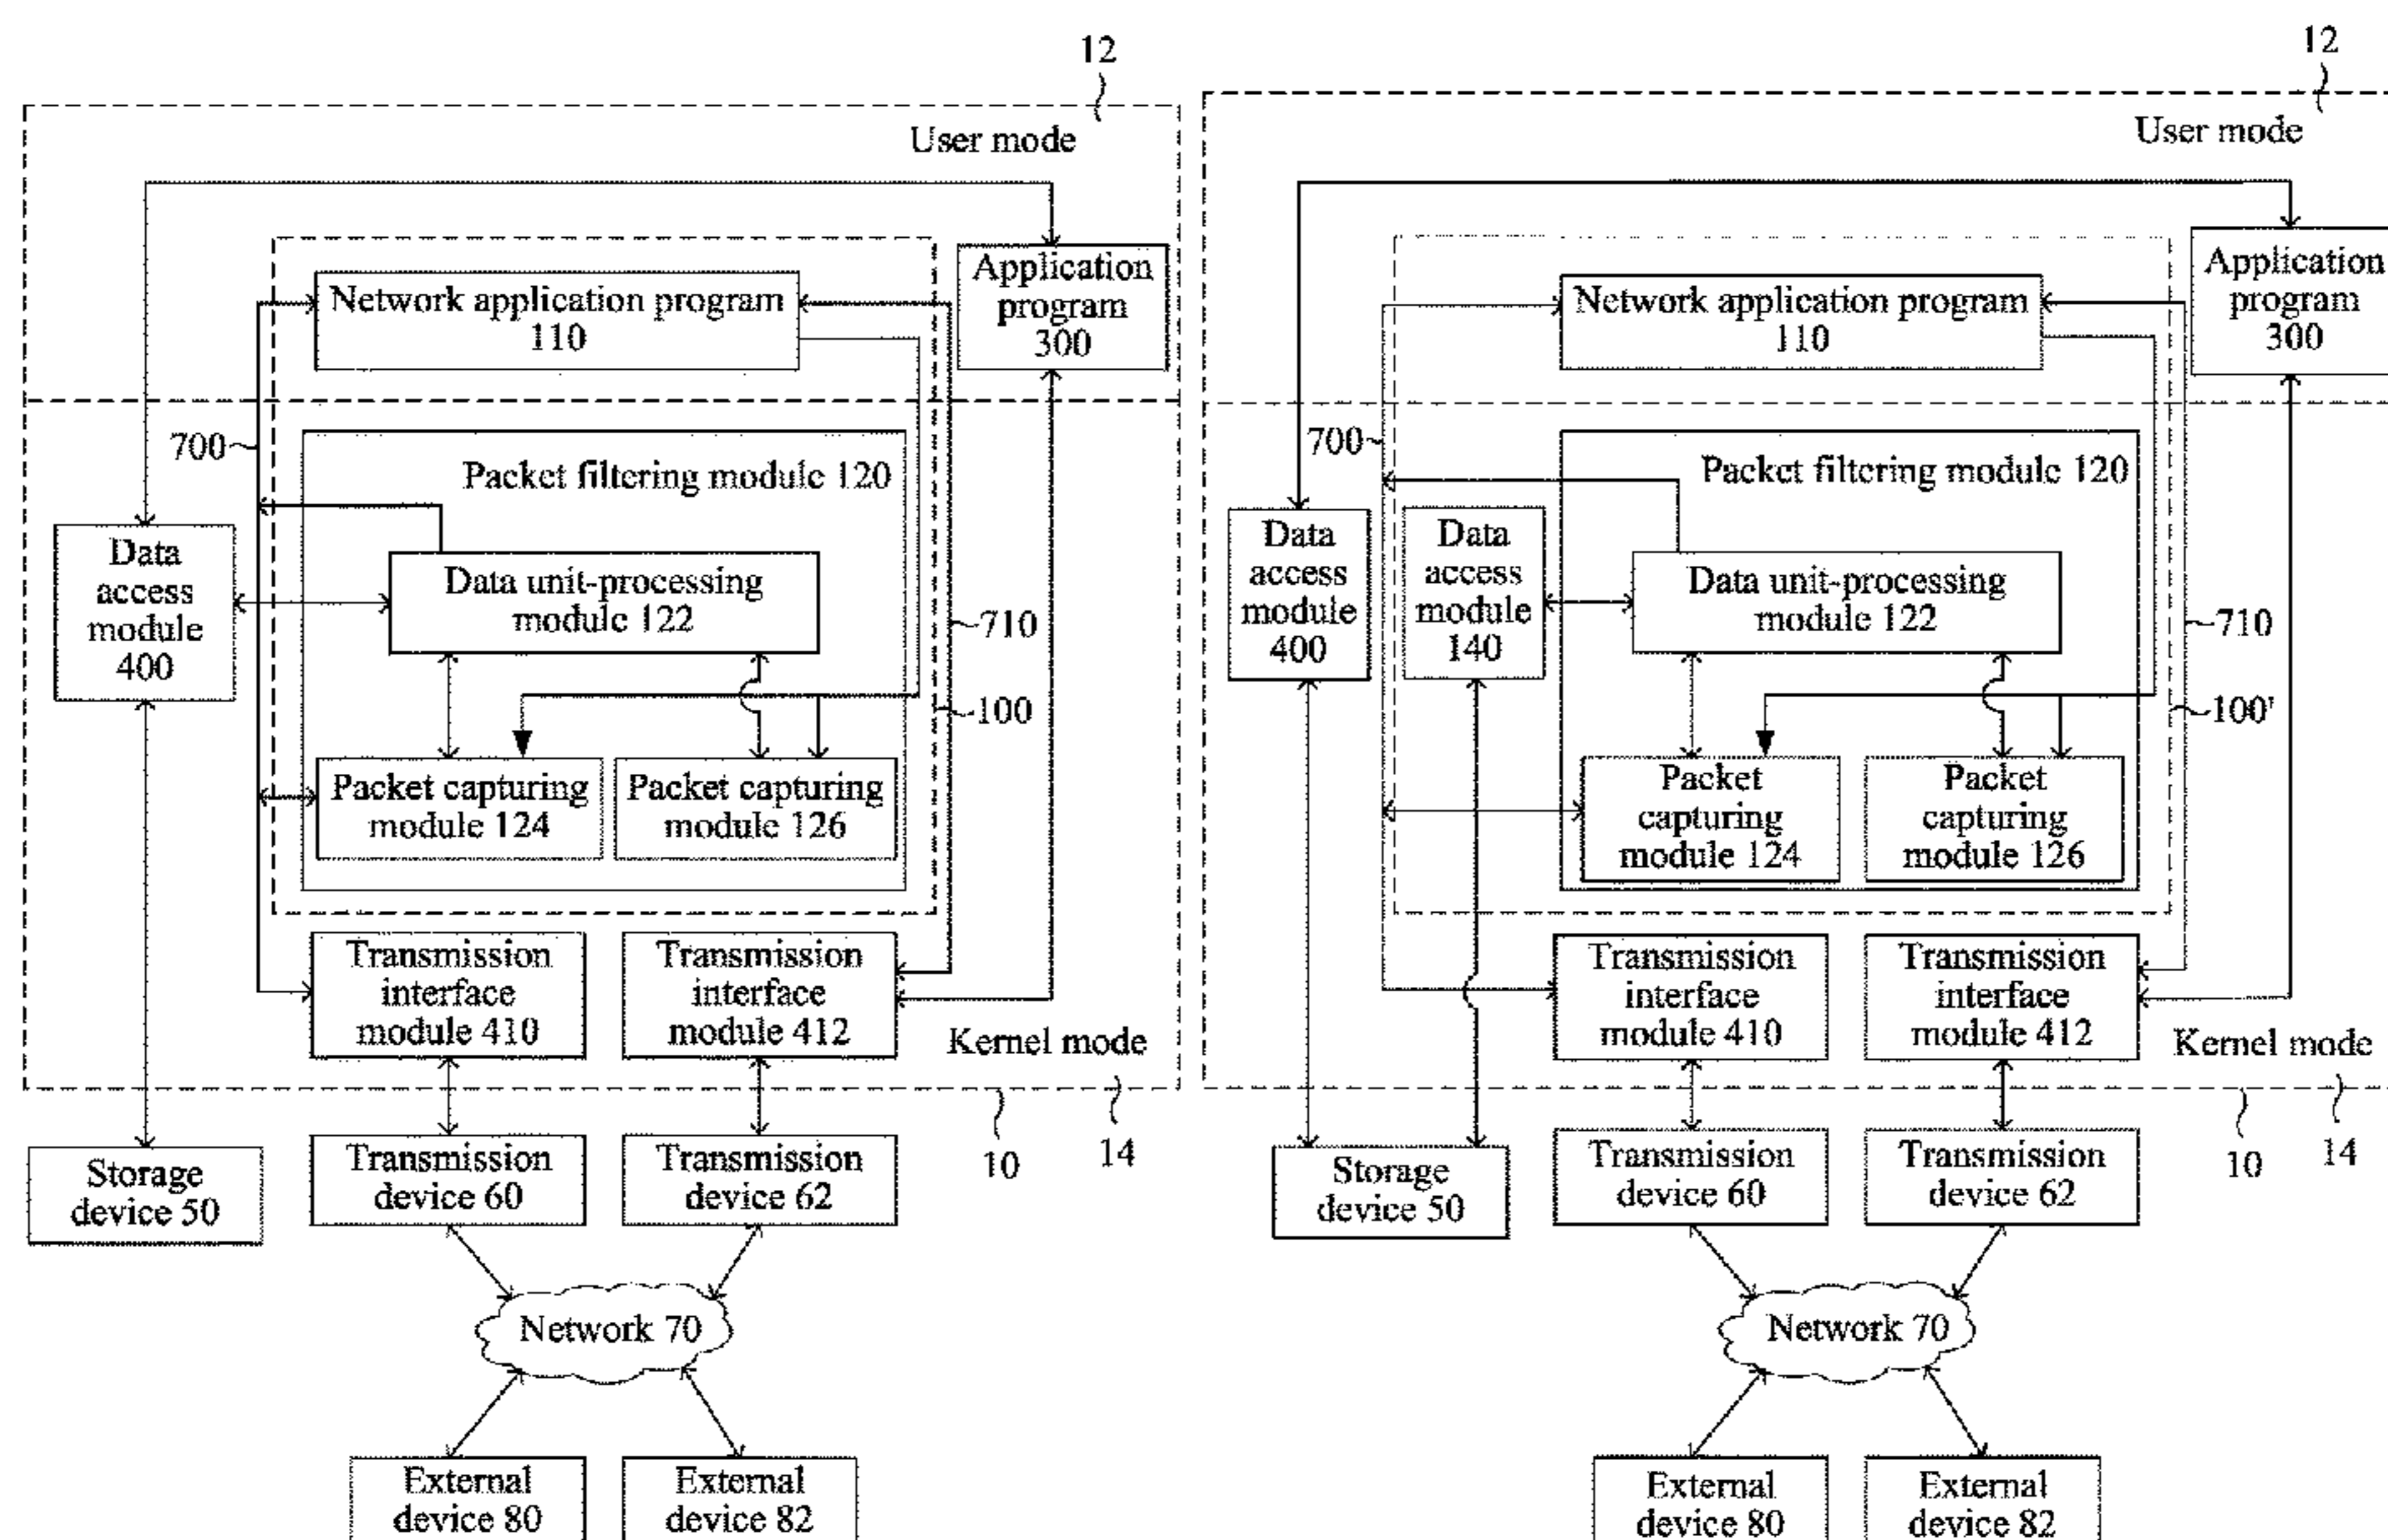 12
User mode
Network application program
110
Application
program
300
700
Packet filtering module 120
Data
access
module
400
Data unit-processing
module 122
710
100
Packet capturing
module 124
Packet capturing
module 126
Transmission
interface
module 410
Transmission
interface
module 412
Kernel mode
10
14
Storage
device 50
Transmission
device 60
Transmission
device 62
Network 70
External
device 80
External
device 82
12
User mode
Network application program
110
Application
program
300
700
Packet filtering module 120
Data
access
module
400
Data
access
module
140
Data unit-processing
module 122
710
100'
Packet
capturing
module 124
Packet
capturing
module 126
Transmission
interface
module 410
Transmission
interface
module 412
Kernel mode
10
14
Storage
device 50
Transmission
device 60
Transmission
device 62
Network 70
External
device 80
External
device 82